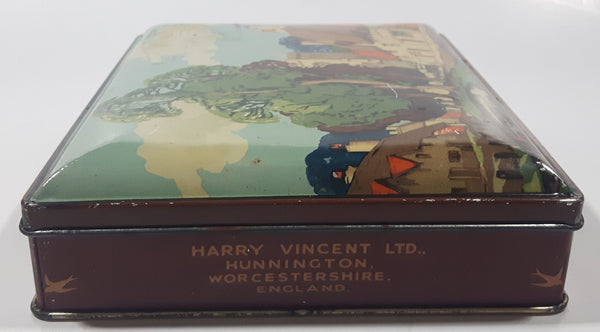 HARRY VINCENT LTD.,
HUNNINGTON,
WORCESTERSHIRE,
ENGLAND.